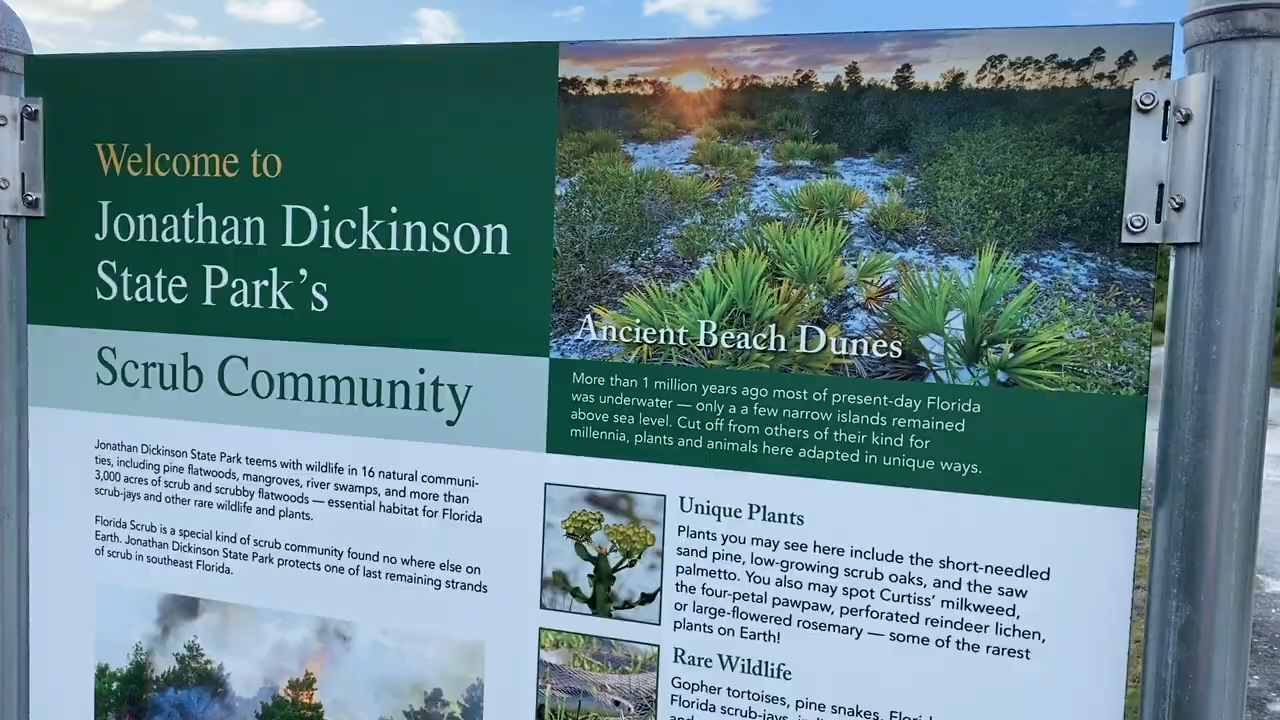 Welcome to
Jonathan Dickinson
State Park's
Scrub Community
Jonathan Dickinson State Park teems with wildlife in 16 natural communi-
ties, including pine flatwoods, mangroves, river swamps, and more than
3,000 acres of scrub and scrubby flatwoods — essential habitat for Florida
scrub-jays and other rare wildlife and plants.
Florida Scrub is a special kind of scrub community found no where else on
Earth. Jonathan Dickinson State Park protects one of last remaining strands
of scrub in southeast Florida.
Ancient Beach Dunes
More than 1 million years ago most of present-day Florida
was underwater — only a a few narrow islands remained
above sea level. Cut off from others of their kind for
millennia, plants and animals here adapted in unique ways.
Unique Plants
Plants you may see here include the short-needled
sand pine, low-growing scrub oaks, and the saw
palmetto. You also may spot Curtiss' milkweed,
the four-petal pawpaw, perforated reindeer lichen,
or large-flowered rosemary — some of the rarest
plants on Earth!
Rare Wildlife
Gopher tortoises, pine snakes,
Florida scrub-jays,